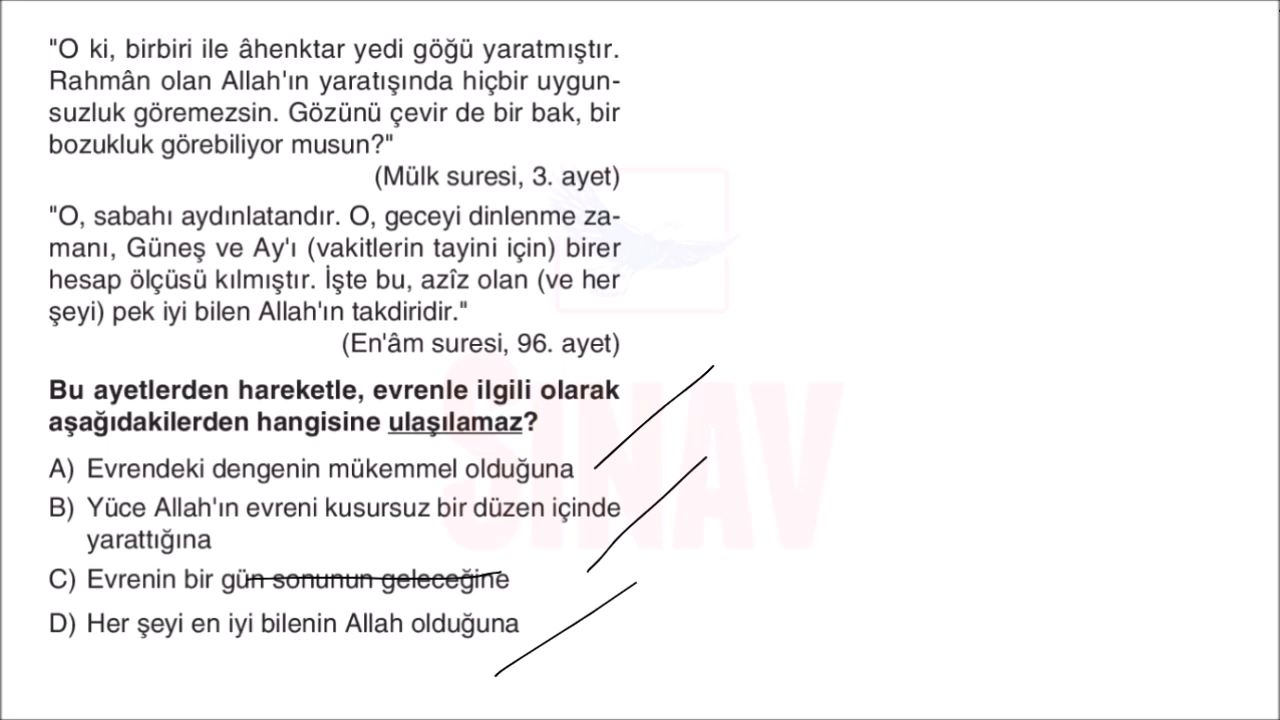 "O ki, birbiri ile âhenktar yedi göğü yaratmıştır.
Rahmân olan Allah'ın yaratışında hiçbir uygun-
suzluk göremezsin. Gözünü çevir de bir bak, bir
bozukluk görebiliyor musun?"
(Mülk suresi, 3. ayet)
"O, sabahı aydınlatandır. O, geceyi dinlenme za-
manı, Güneş ve Ay'ı (vakitlerin tayini için) birer
hesap ölçüsü kılmıştır. İşte bu, azîz olan (ve her
şeyi) pek iyi bilen Allah'ın takdiridir."
(En'âm suresi, 96. ayet)
Bu ayetlerden hareketle, evrenle ilgili olarak
aşağıdakilerden hangisine ulaşılamaz?
A) Evrendeki dengenin mükemmel olduğuna
B) Yüce Allah'ın evreni kusursuz bir düzen içinde
yarattığına
C) Evrenin bir gün sonunun geleceğine
D) Her şeyi en iyi bilenin Allah olduğuna
SINAV